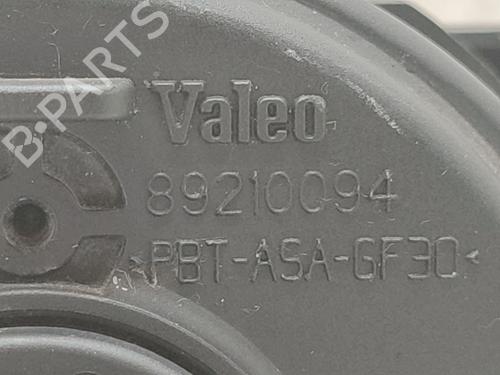 B-PARTS
Valeo
89210094
>PBT-ASA-GF30<